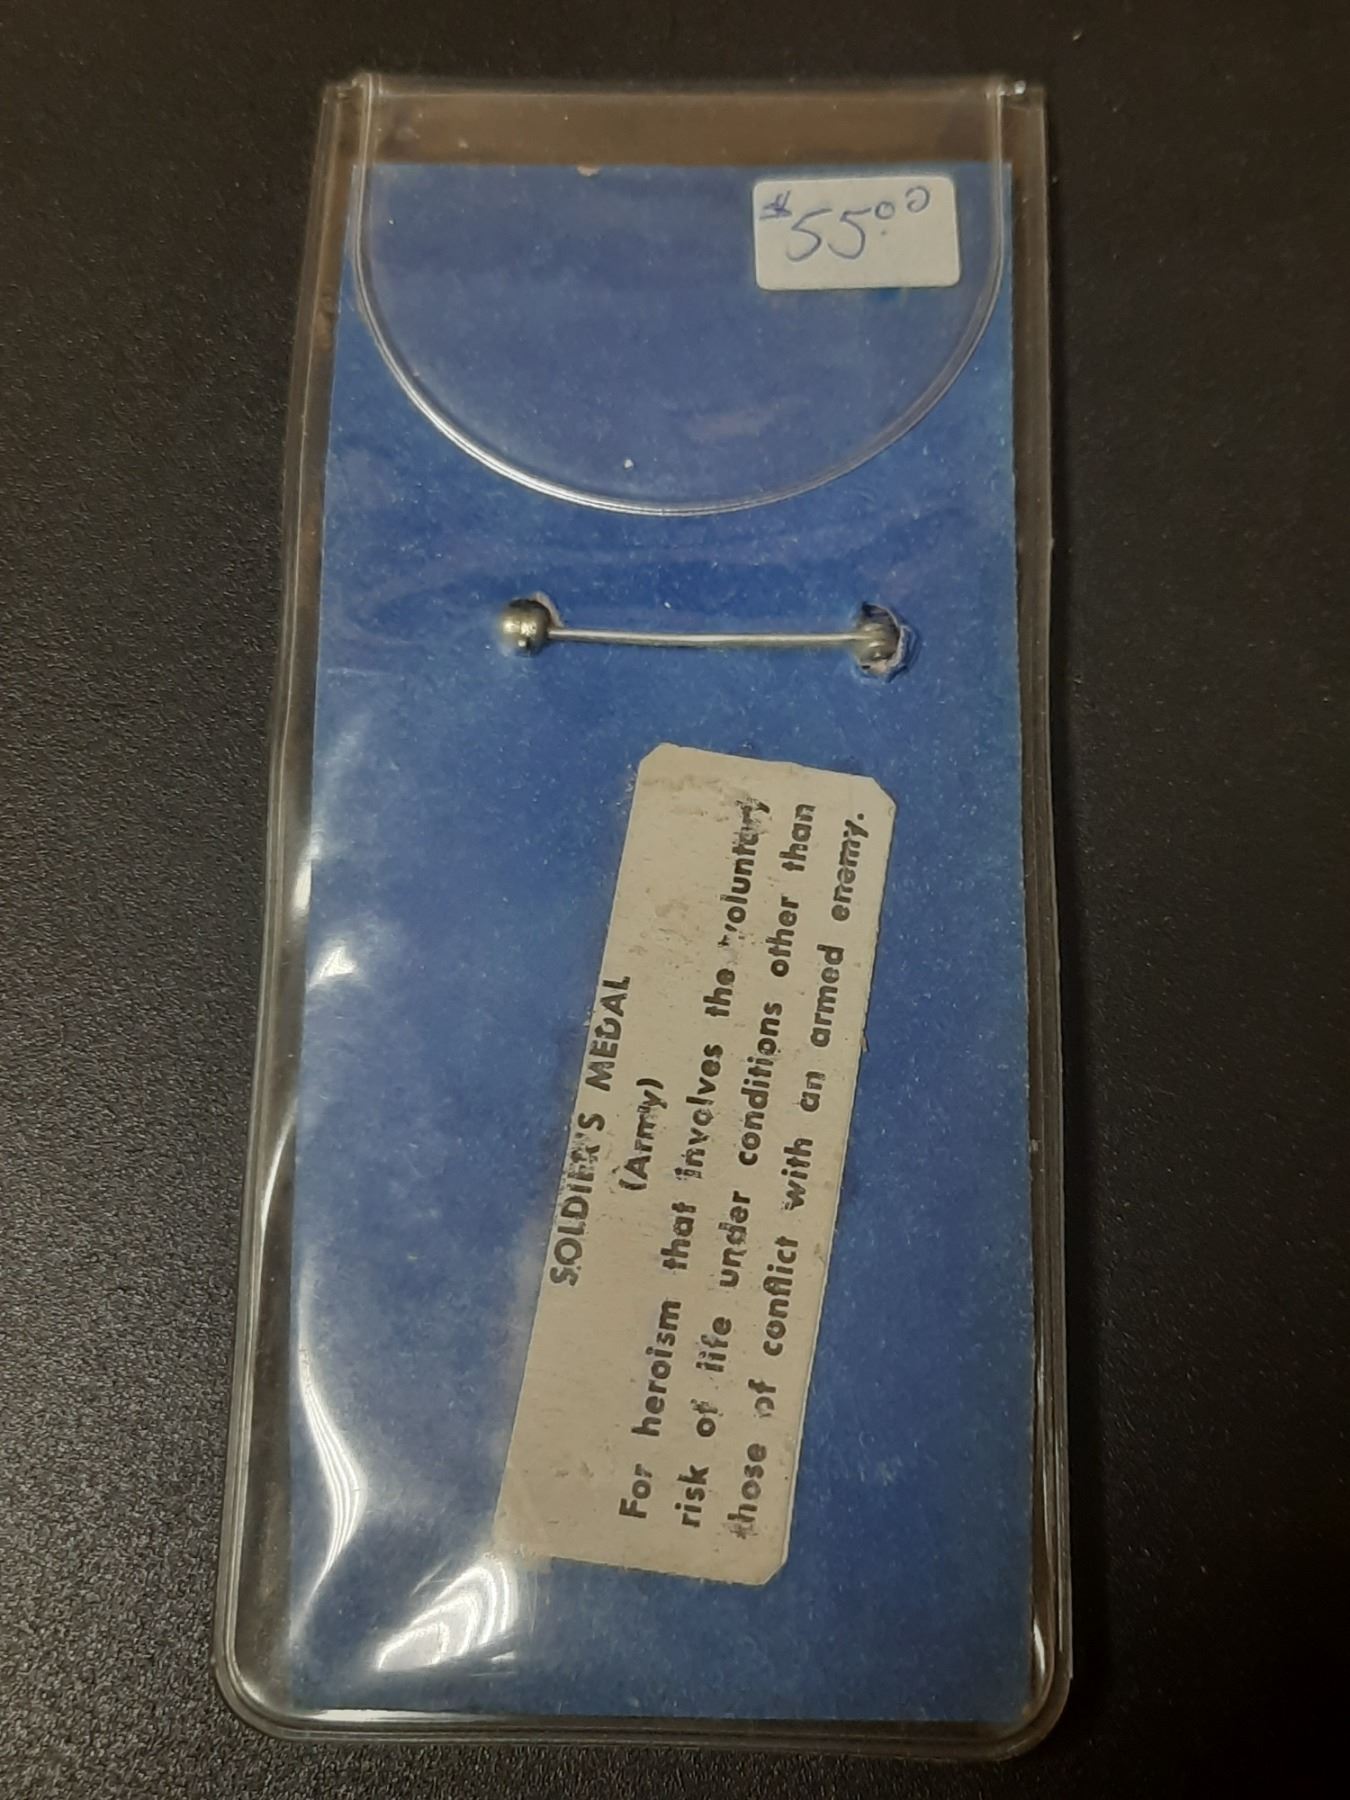 $55.00
SOLDIER'S MEDAL
(Army)
For heroism that involves the voluntary
risk of life under conditions other than
those of conflict with an armed enemy.